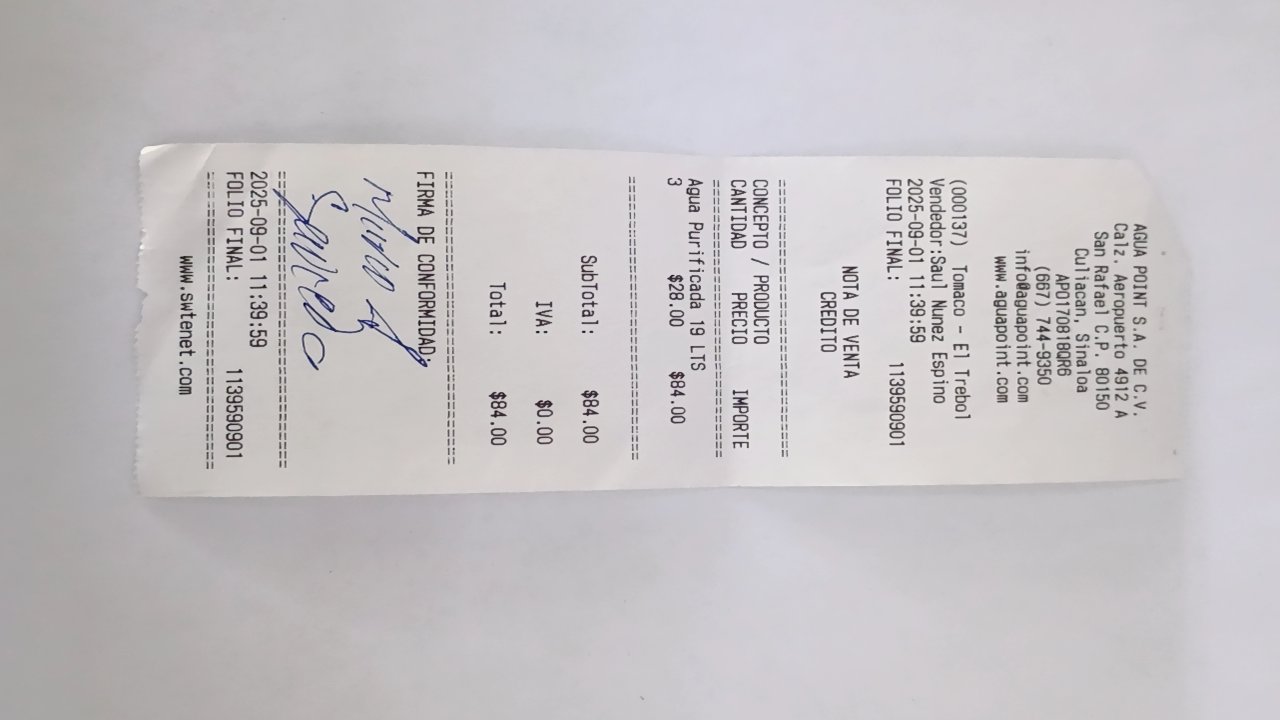 AGUA POINT S.A. DE C.V.
Calz. Aeropuerto 4912 A
San Rafael C.P. 80150
Culiacan, Sinaloa
APO170818QR6
(667) 744-9350
info@aguapoint.com
www.aguapoint.com
(000137) Tomaco - El Trebol
Vendedor:Saul Nunez Espino
2025-09-01 11:39:59
FOLIO FINAL: 1139590901
NOTA DE VENTA
CREDITO
==============================
CONCEPTO / PRODUCTO
CANTIDAD PRECIO IMPORTE
==============================
Agua Purificada 19 LTS
3 $28.00 $84.00
==============================
SubTotal: $84.00
IVA: $0.00
Total: $84.00
==============================
FIRMA DE CONFORMIDAD:
==============================
2025-09-01 11:39:59
FOLIO FINAL: 1139590901
==============================
www.swtenet.com